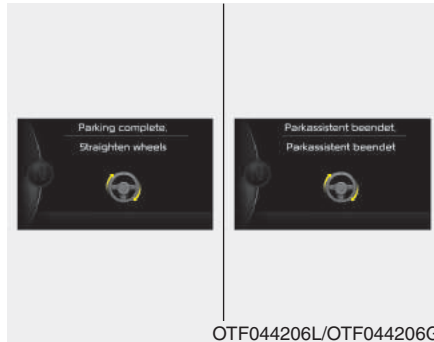 Parking complete.
Straighten wheels
Parkassistent beendet.
Parkassistent beendet
OTF044206L/OTF044206G